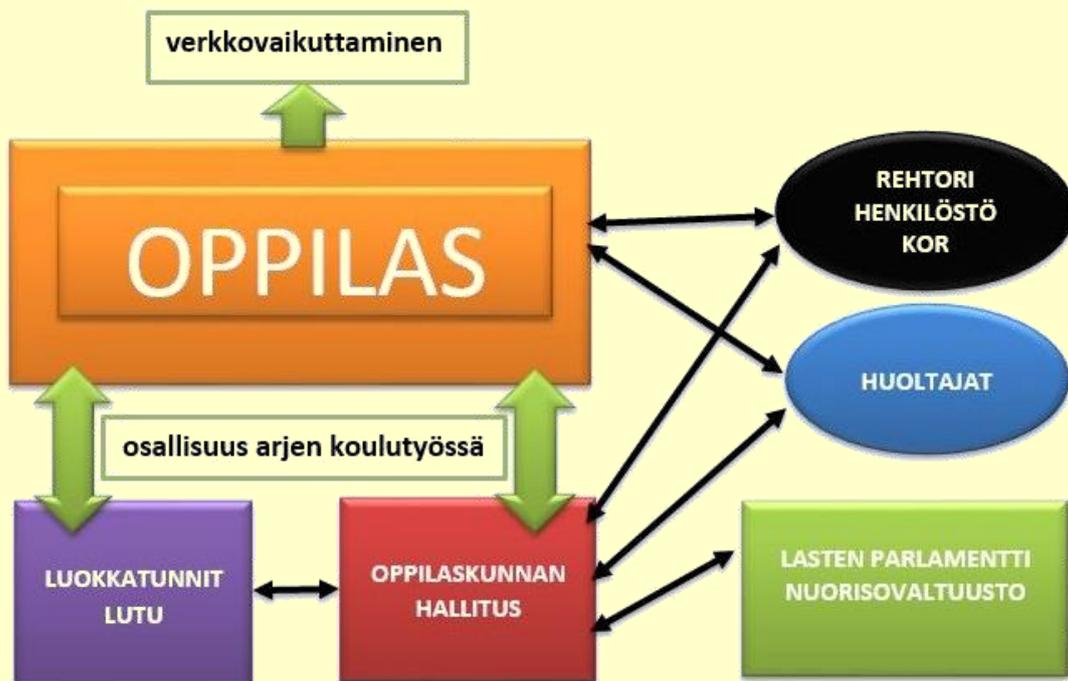 verkkovaikuttaminen
OPPILAS
REHTORI
HENKILÖSTÖ
KOR
HUOLTAJAT
osallisuus arjen koulutyössä
LUOKKATUNNIT
LUTU
OPPILASKUNNAN
HALLITUS
LASTEN PARLAMENTTI
NUORISOVALTUUSTO